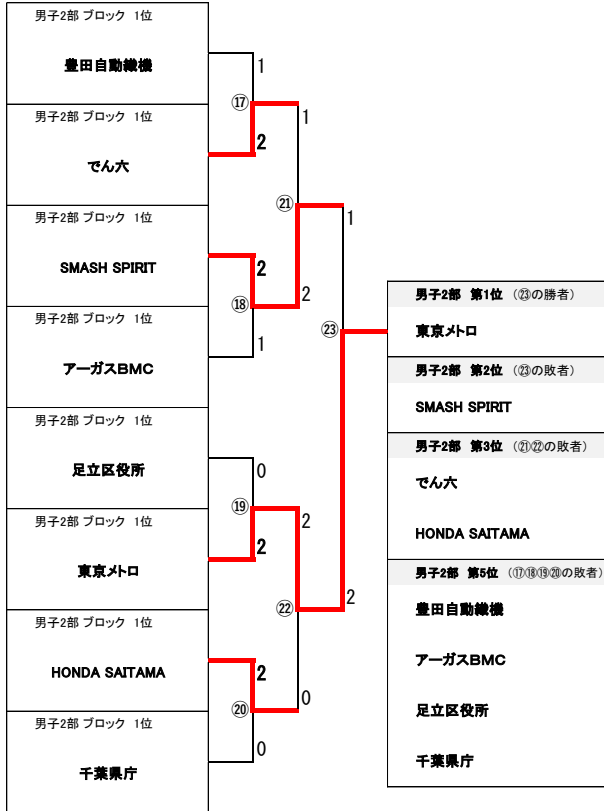 男子2部 ブロック 1位
豊田自動織機
男子2部 ブロック 1位
でん六
男子2部 ブロック 1位
SMASH SPIRIT
男子2部 ブロック 1位
アーガスBMC
男子2部 ブロック 1位
足立区役所
男子2部 ブロック 1位
東京メトロ
男子2部 ブロック 1位
HONDA SAITAMA
男子2部 ブロック 1位
千葉県庁
1
⑰
2
2
⑱
1
0
⑲
2
2
⑳
0
1
㉑
2
2
㉒
0
1
㉓
2
男子2部 第1位 (㉓の勝者)
東京メトロ
男子2部 第2位 (㉓の敗者)
SMASH SPIRIT
男子2部 第3位 (㉑㉒の敗者)
でん六
HONDA SAITAMA
男子2部 第5位 (⑰⑱⑲⑳の敗者)
豊田自動織機
アーガスBMC
足立区役所
千葉県庁